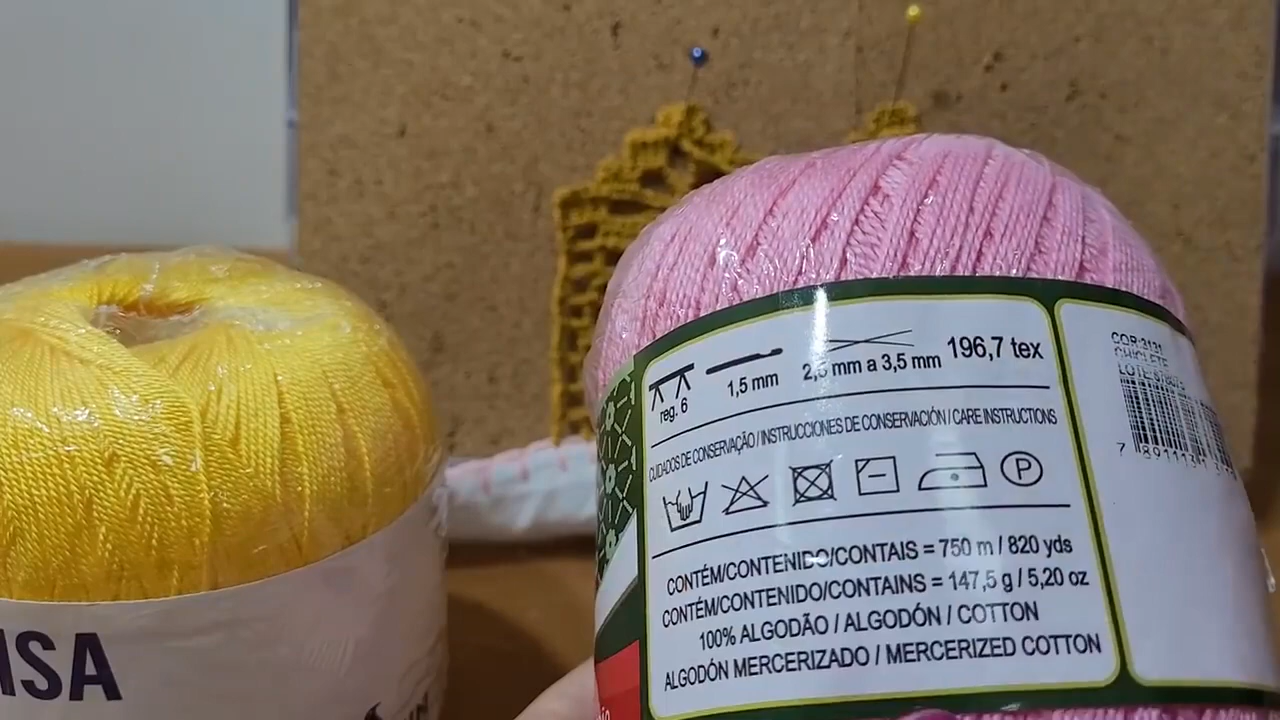 reg. 6
1,5 mm
2,5 mm a 3,5 mm
196,7 tex
CUIDADOS DE CONSERVAÇÃO / INSTRUCCIONES DE CONSERVACIÓN / CARE INSTRUCTIONS
P
CONTÉM/CONTENIDO/CONTAIS = 750 m / 820 yds
CONTÉM/CONTENIDO/CONTAINS = 147,5 g / 5,20 oz
100% ALGODÃO / ALGODÓN / COTTON
ALGODÓN MERCERIZADO / MERCERIZED COTTON
COR:3131
CHICLETE